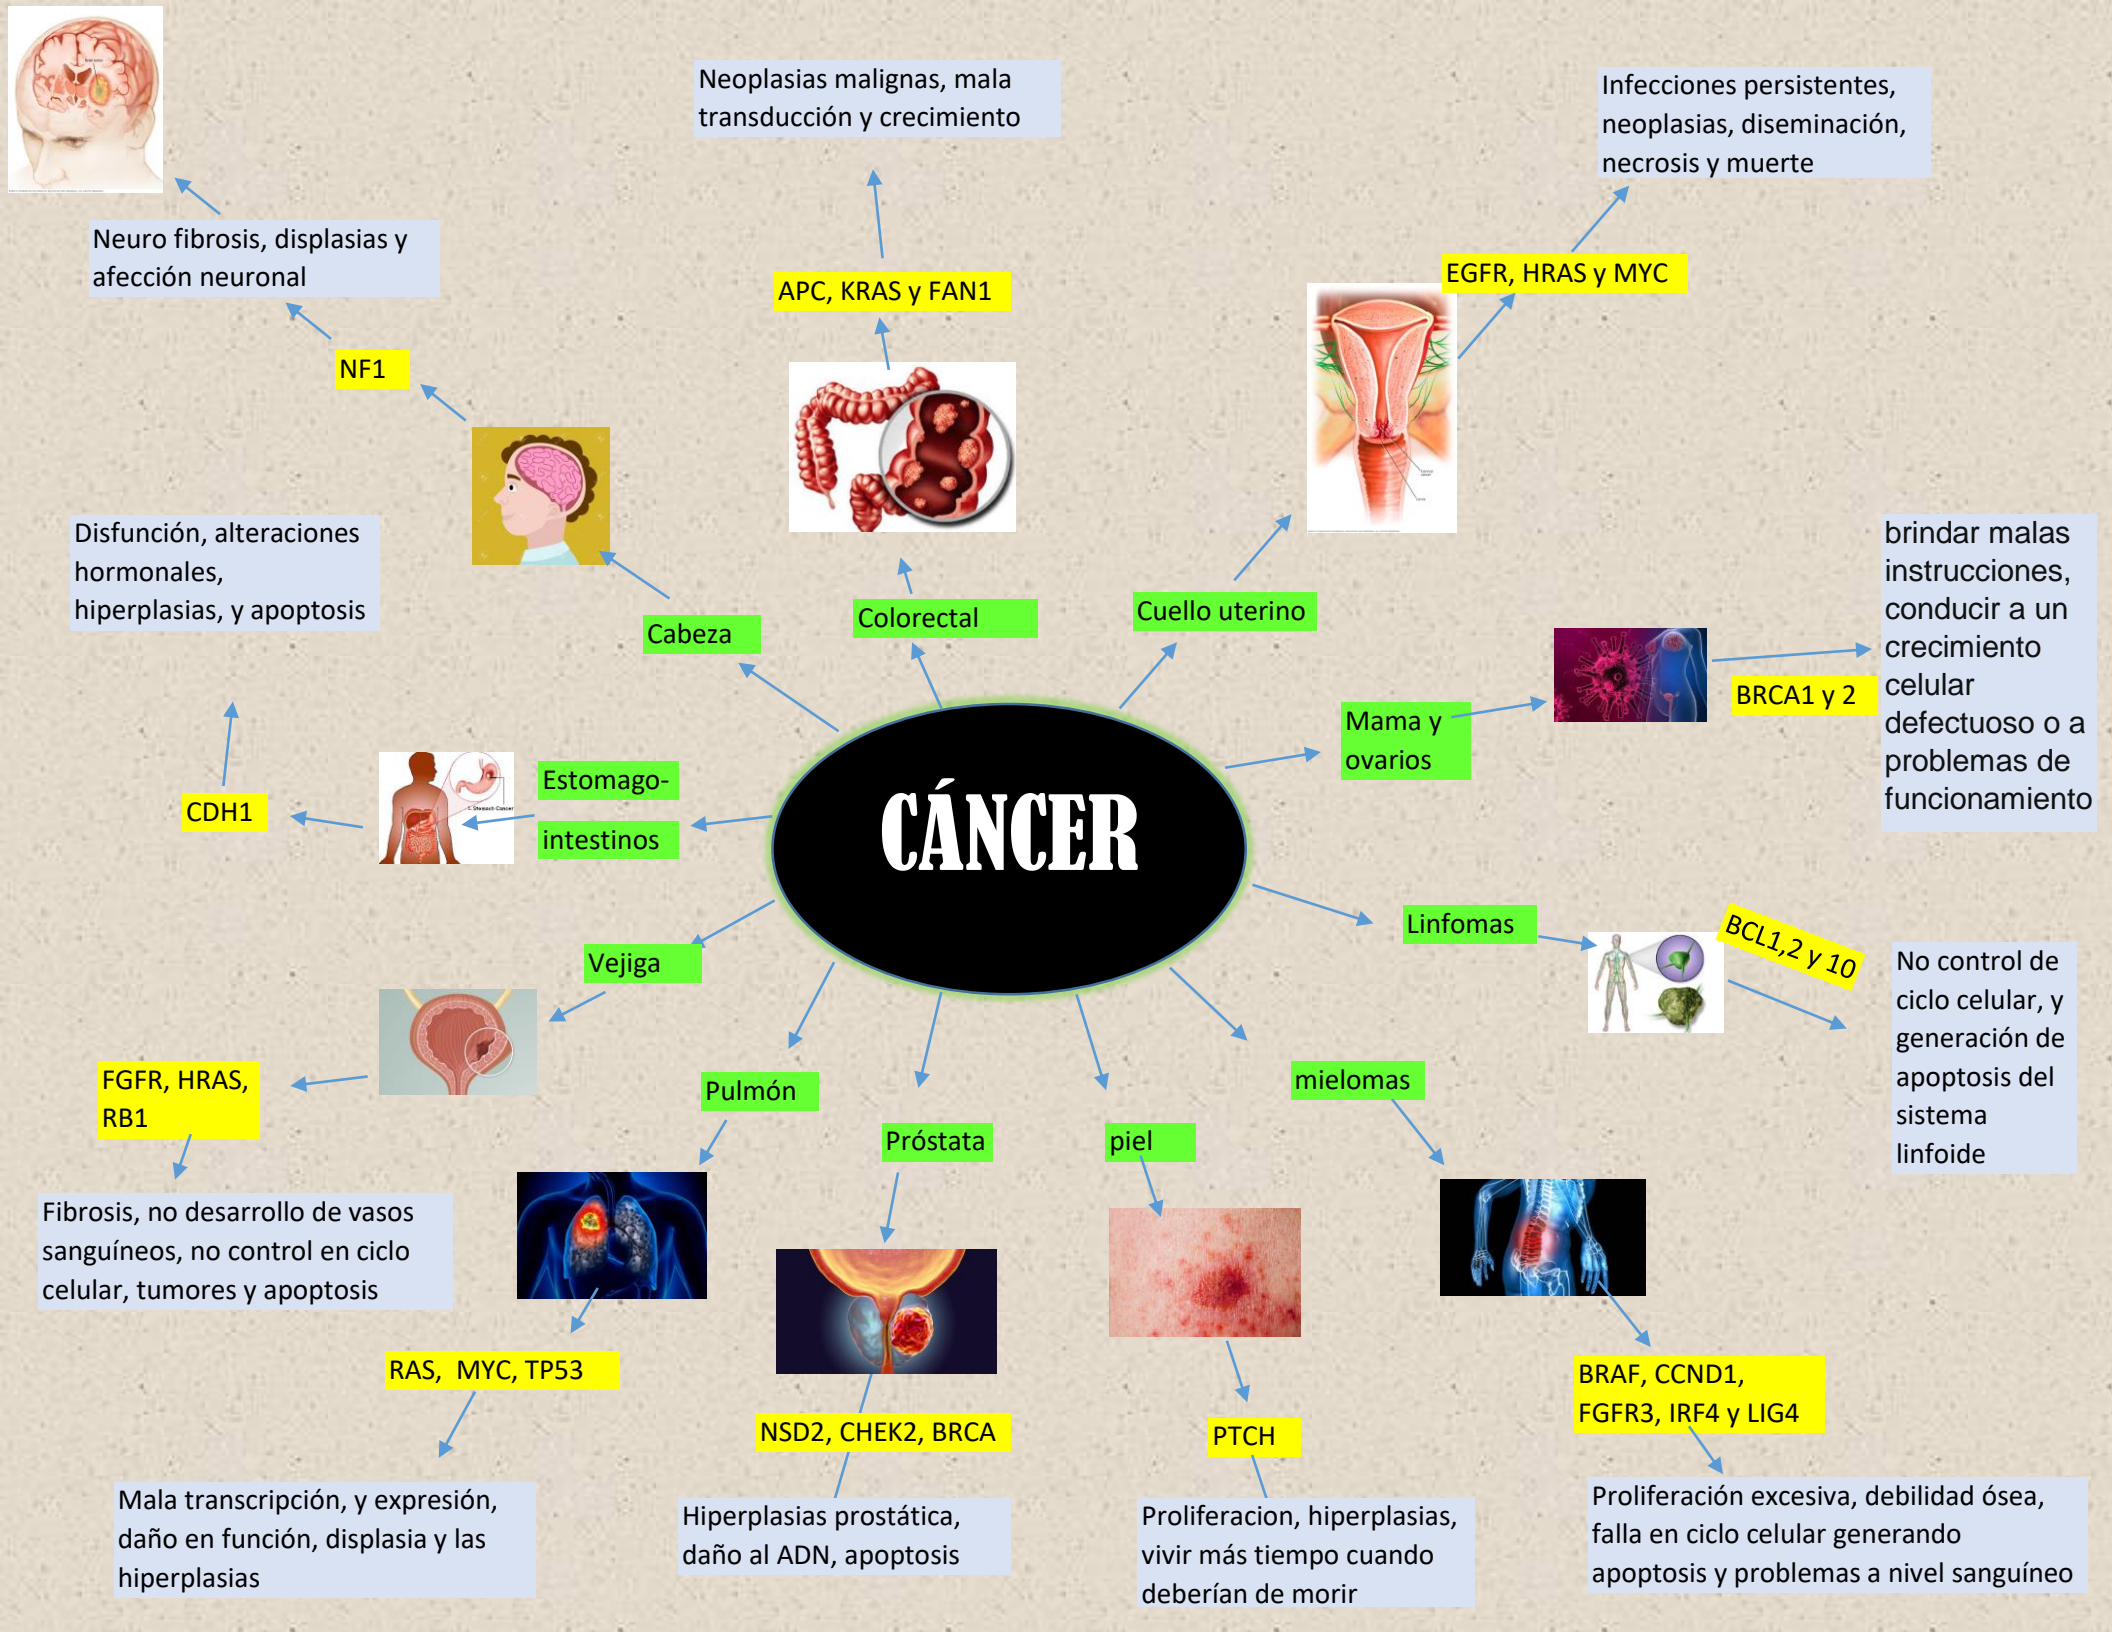 Neoplasias malignas, mala
transducción y crecimiento
Infecciones persistentes,
neoplasias, diseminación,
necrosis y muerte
Neuro fibrosis, displasias y
afección neuronal
APC, KRAS y FAN1
EGFR, HRAS y MYC
NF1
Disfunción, alteraciones
hormonales,
hiperplasias, y apoptosis
Cabeza
Colorectal
Cuello uterino
brindar malas
instrucciones,
conducir a un
crecimiento
celular
defectuoso o a
problemas de
funcionamiento
Mama y
ovarios
BRCA1 y 2
CDH1
Stomach Cancer
Estomago-
intestinos
CÁNCER
Linfomas
BCL1,2 y 10
No control de
ciclo celular, y
generación de
apoptosis del
sistema
linfoide
Vejiga
FGFR, HRAS,
RB1
Pulmón
Próstata
piel
mielomas
Fibrosis, no desarrollo de vasos
sanguíneos, no control en ciclo
celular, tumores y apoptosis
RAS,  MYC, TP53
NSD2, CHEK2, BRCA
PTCH
BRAF, CCND1,
FGFR3, IRF4 y LIG4
Mala transcripción, y expresión,
daño en función, displasia y las
hiperplasias
Hiperplasias prostática,
daño al ADN, apoptosis
Proliferacion, hiperplasias,
vivir más tiempo cuando
deberían de morir
Proliferación excesiva, debilidad ósea,
falla en ciclo celular generando
apoptosis y problemas a nivel sanguíneo